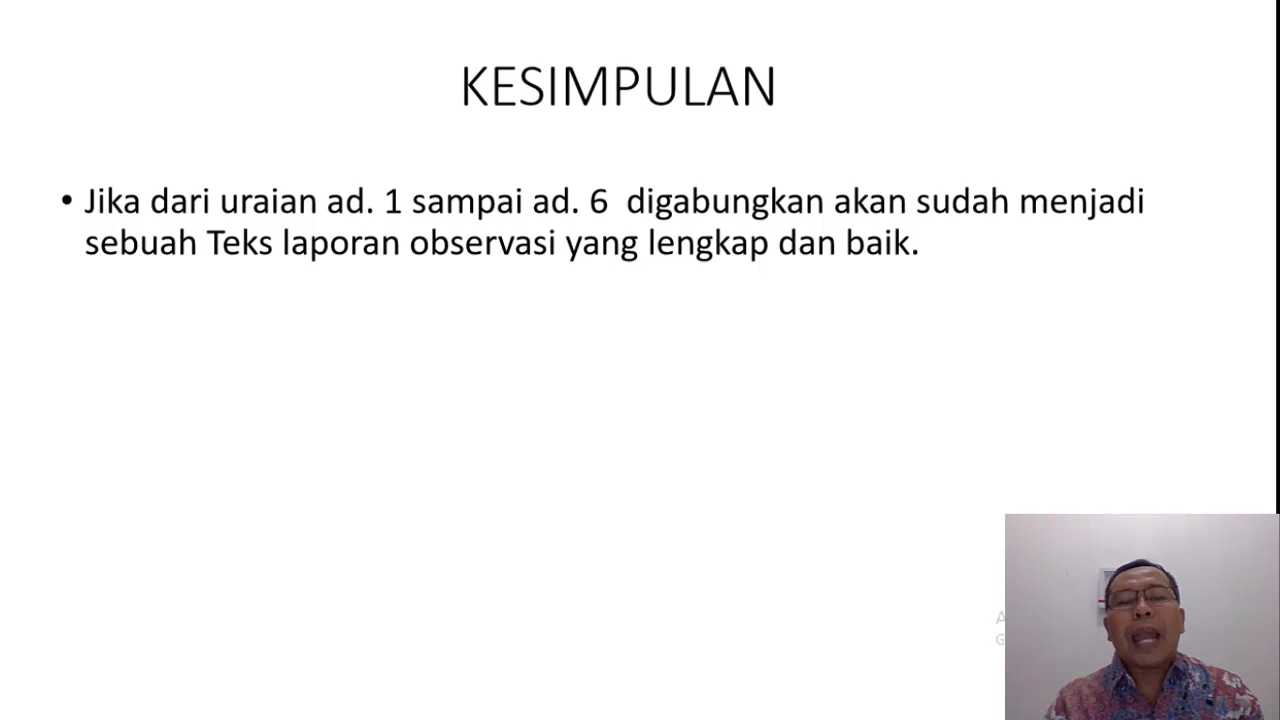 KESIMPULAN
• Jika dari uraian ad. 1 sampai ad. 6 digabungkan akan sudah menjadi
sebuah Teks laporan observasi yang lengkap dan baik.